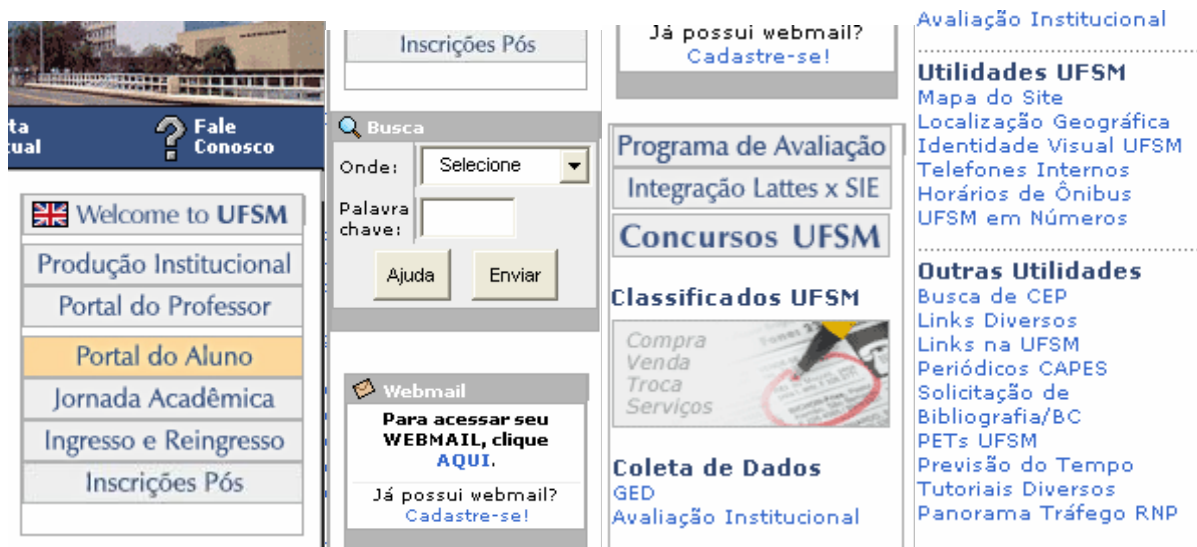 ta
tual
Fale
Conosco
Welcome to UFSM
Produção Institucional
Portal do Professor
Portal do Aluno
Jornada Acadêmica
Ingresso e Reingresso
Inscrições Pós
Inscrições Pós
Busca
Onde:
Selecione
Palavra
chave:
Ajuda
Enviar
Webmail
Para acessar seu
WEBMAIL, clique
AQUI.
Já possui webmail?
Cadastre-se!
Já possui webmail?
Cadastre-se!
Programa de Avaliação
Integração Lattes x SIE
Concursos UFSM
Classificados UFSM
Compra
Venda
Troca
Serviços
Coleta de Dados
GED
Avaliação Institucional
Avaliação Institucional
Utilidades UFSM
Mapa do Site
Localização Geográfica
Identidade Visual UFSM
Telefones Internos
Horários de Ônibus
UFSM em Números
Outras Utilidades
Busca de CEP
Links Diversos
Links na UFSM
Periódicos CAPES
Solicitação de
Bibliografia/BC
PETs UFSM
Previsão do Tempo
Tutoriais Diversos
Panorama Tráfego RNP